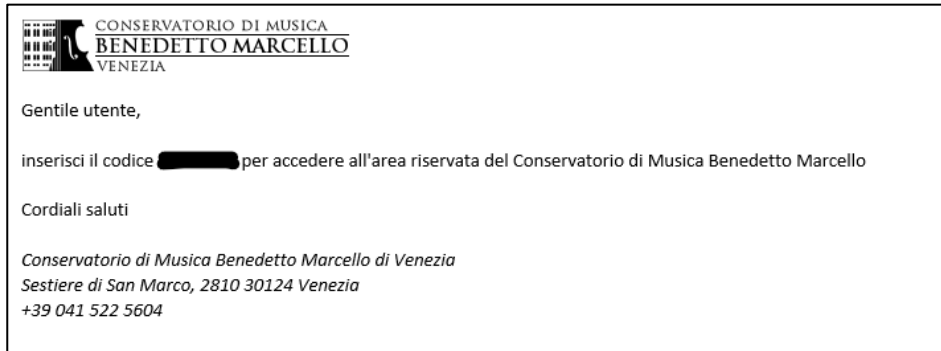 CONSERVATORIO DI MUSICA
BENEDETTO MARCELLO
VENEZIA
Gentile utente,
inserisci il codice per accedere all'area riservata del Conservatorio di Musica Benedetto Marcello
Cordiali saluti
Conservatorio di Musica Benedetto Marcello di Venezia
Sestiere di San Marco, 2810 30124 Venezia
+39 041 522 5604